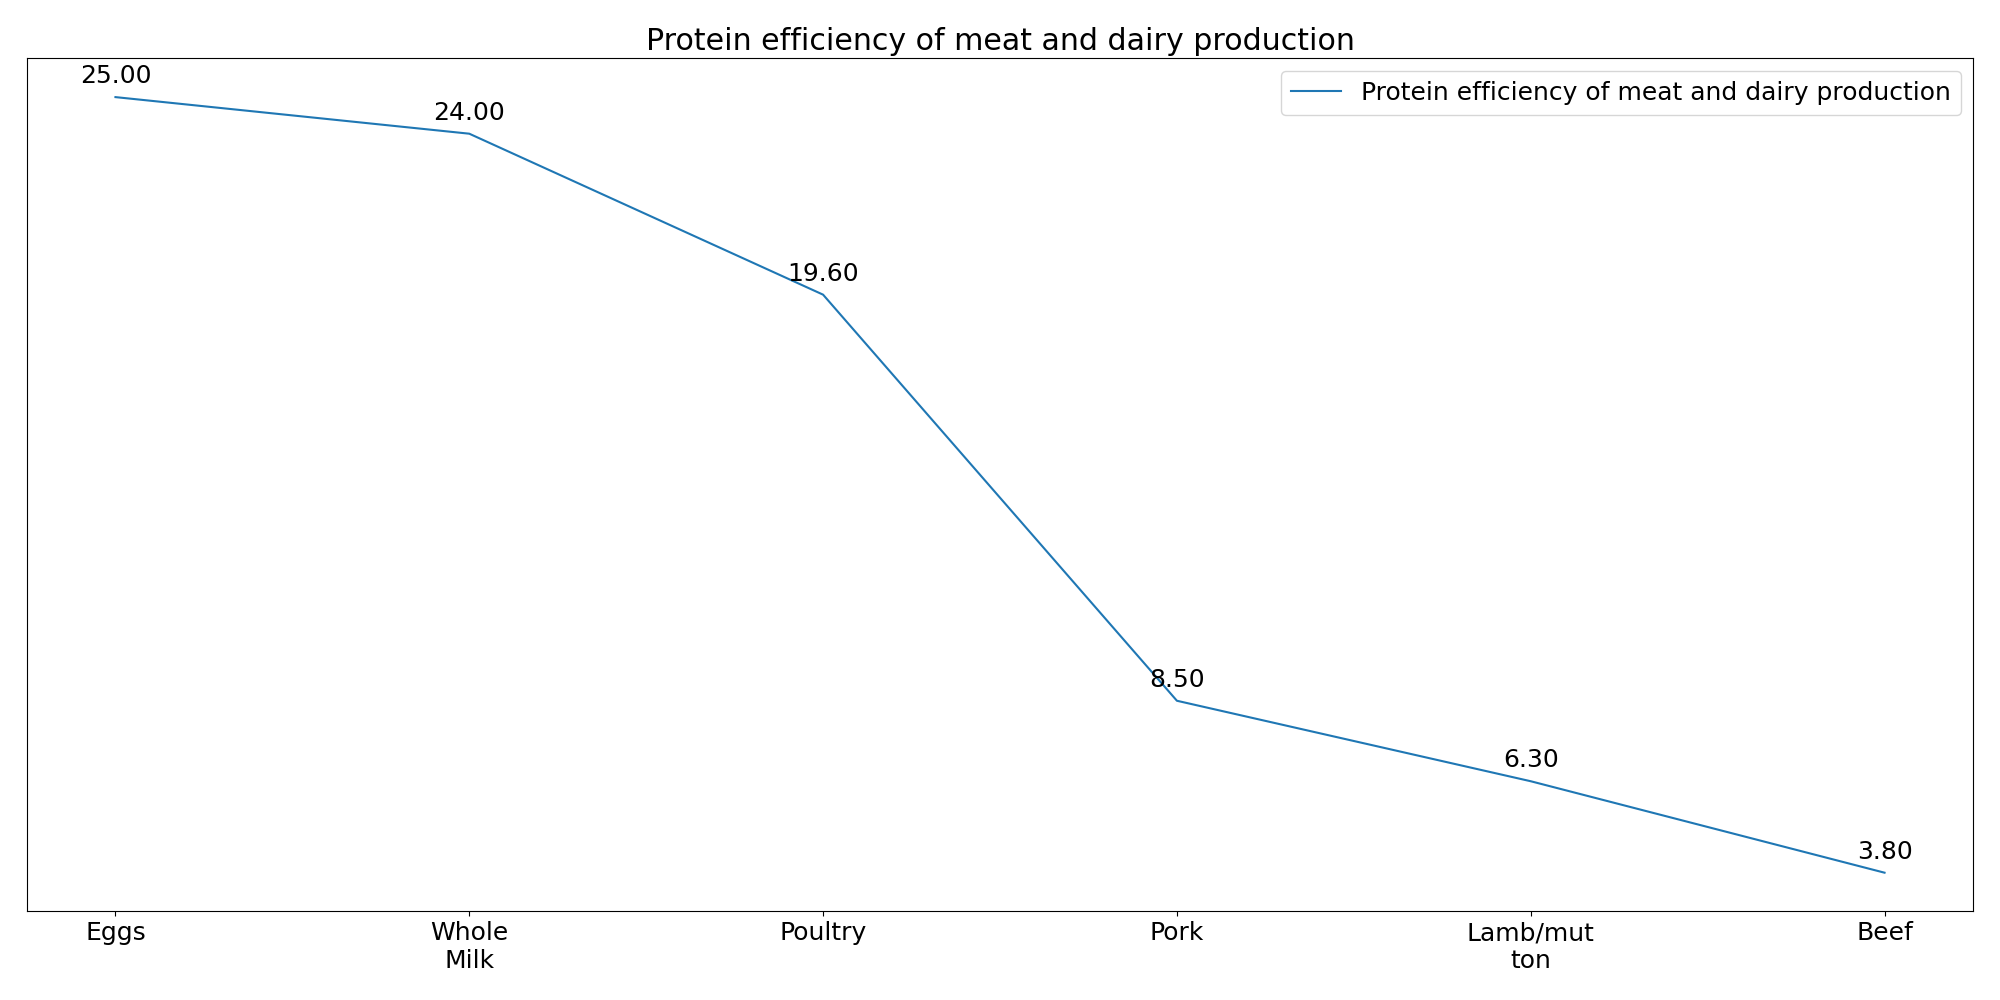 Protein efficiency of meat and dairy production
Protein efficiency of meat and dairy production
25.00
24.00
19.60
8.50
6.30
3.80
Eggs
Whole
Milk
Poultry
Pork
Lamb/mut
ton
Beef